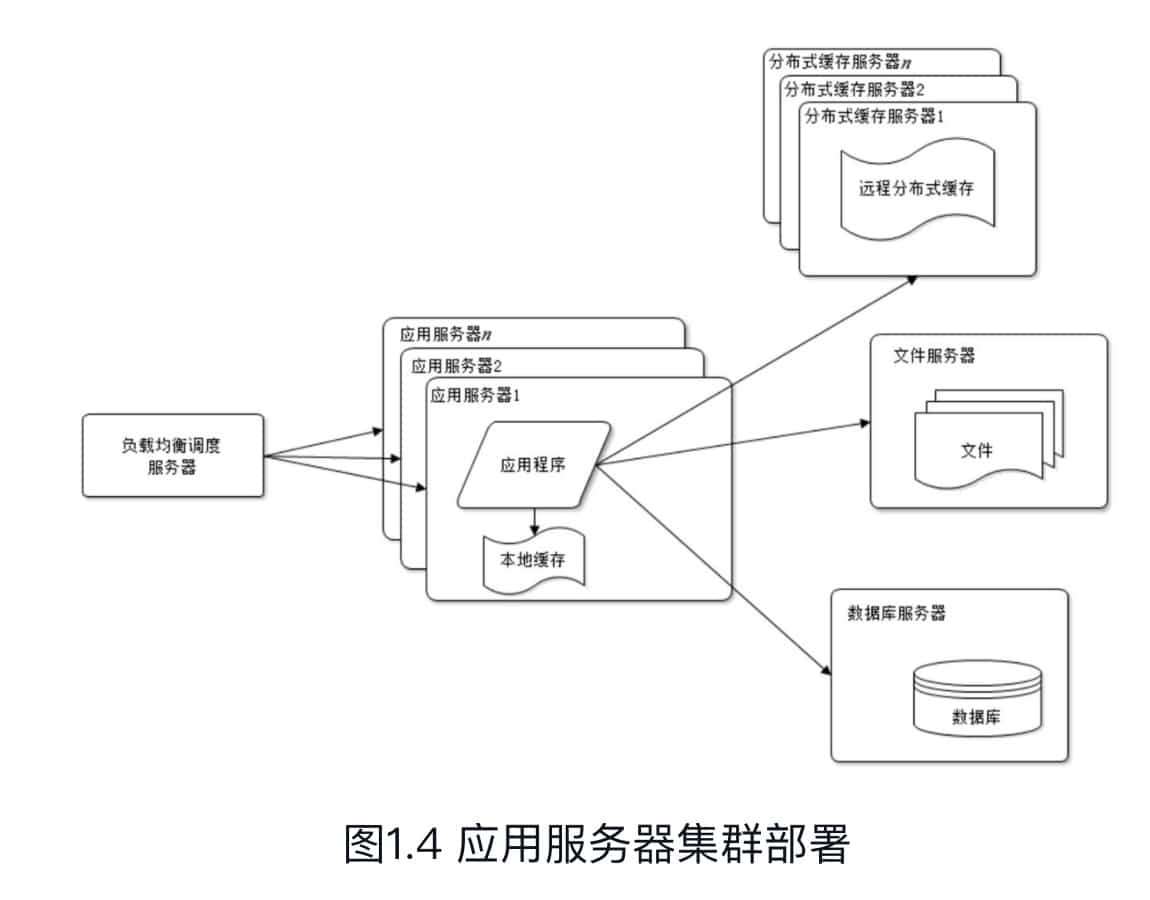 分布式缓存服务器n
分布式缓存服务器2
分布式缓存服务器1
远程分布式缓存
应用服务器n
应用服务器2
应用服务器1
文件服务器
文件
负载均衡调度
服务器
应用程序
本地缓存
数据库服务器
数据库
图1.4 应用服务器集群部署